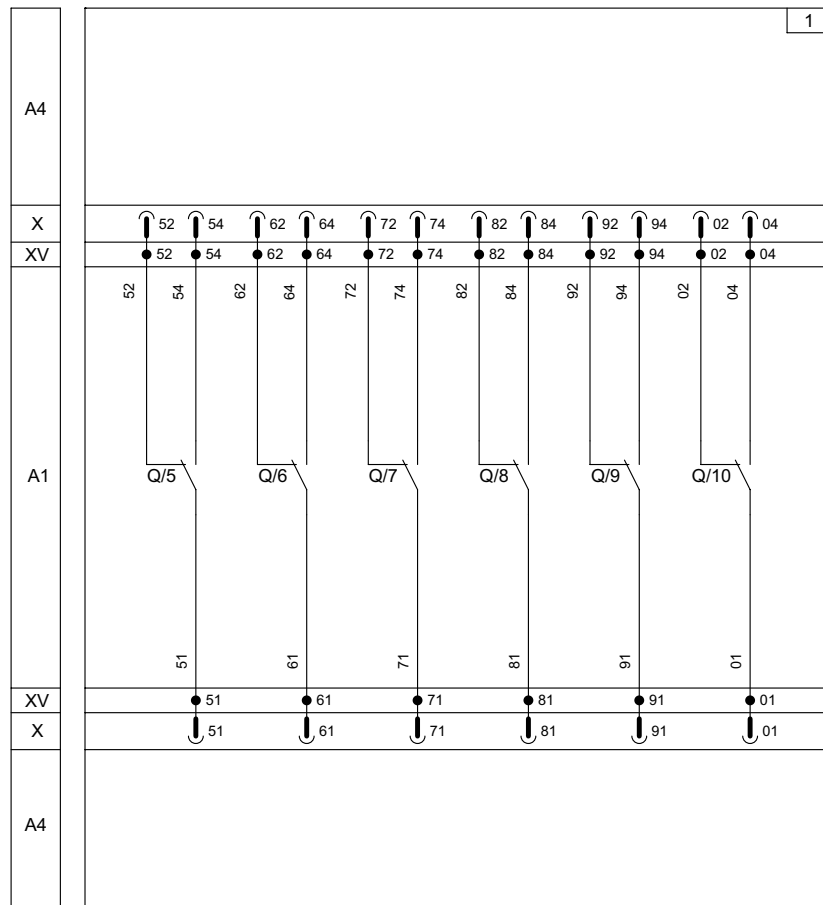 1
A4
X 52 54 62 64 72 74 82 84 92 94 02 04
XV 52 54 62 64 72 74 82 84 92 94 02 04
52 54 62 64 72 74 82 84 92 94 02 04
A1 Q/5 Q/6 Q/7 Q/8 Q/9 Q/10
51 61 71 81 91 01
XV 51 61 71 81 91 01
X 51 61 71 81 91 01
A4